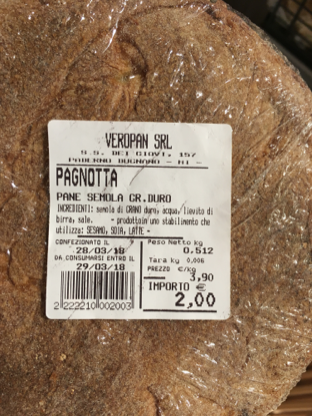 VEROPAN SRL
S.S. DEI GIOVI, 157
PADERNO DUGNANO - MI -
PAGNOTTA
PANE SEMOLA GR.DURO
INGREDIENTI: semola di GRANO duro, acqua, lievito di
birra, sale. - prodotto in uno stabilimento che
utilizza: SESAMO, SOIA, LATTE -
CONFEZIONATO IL
28/03/18
DA CONSUMARSI ENTRO IL
29/03/18
2 222210 002003
Peso Netto kg
0.512
Tara kg 0,006
PREZZO €/kg
3,90
IMPORTO €
2,00